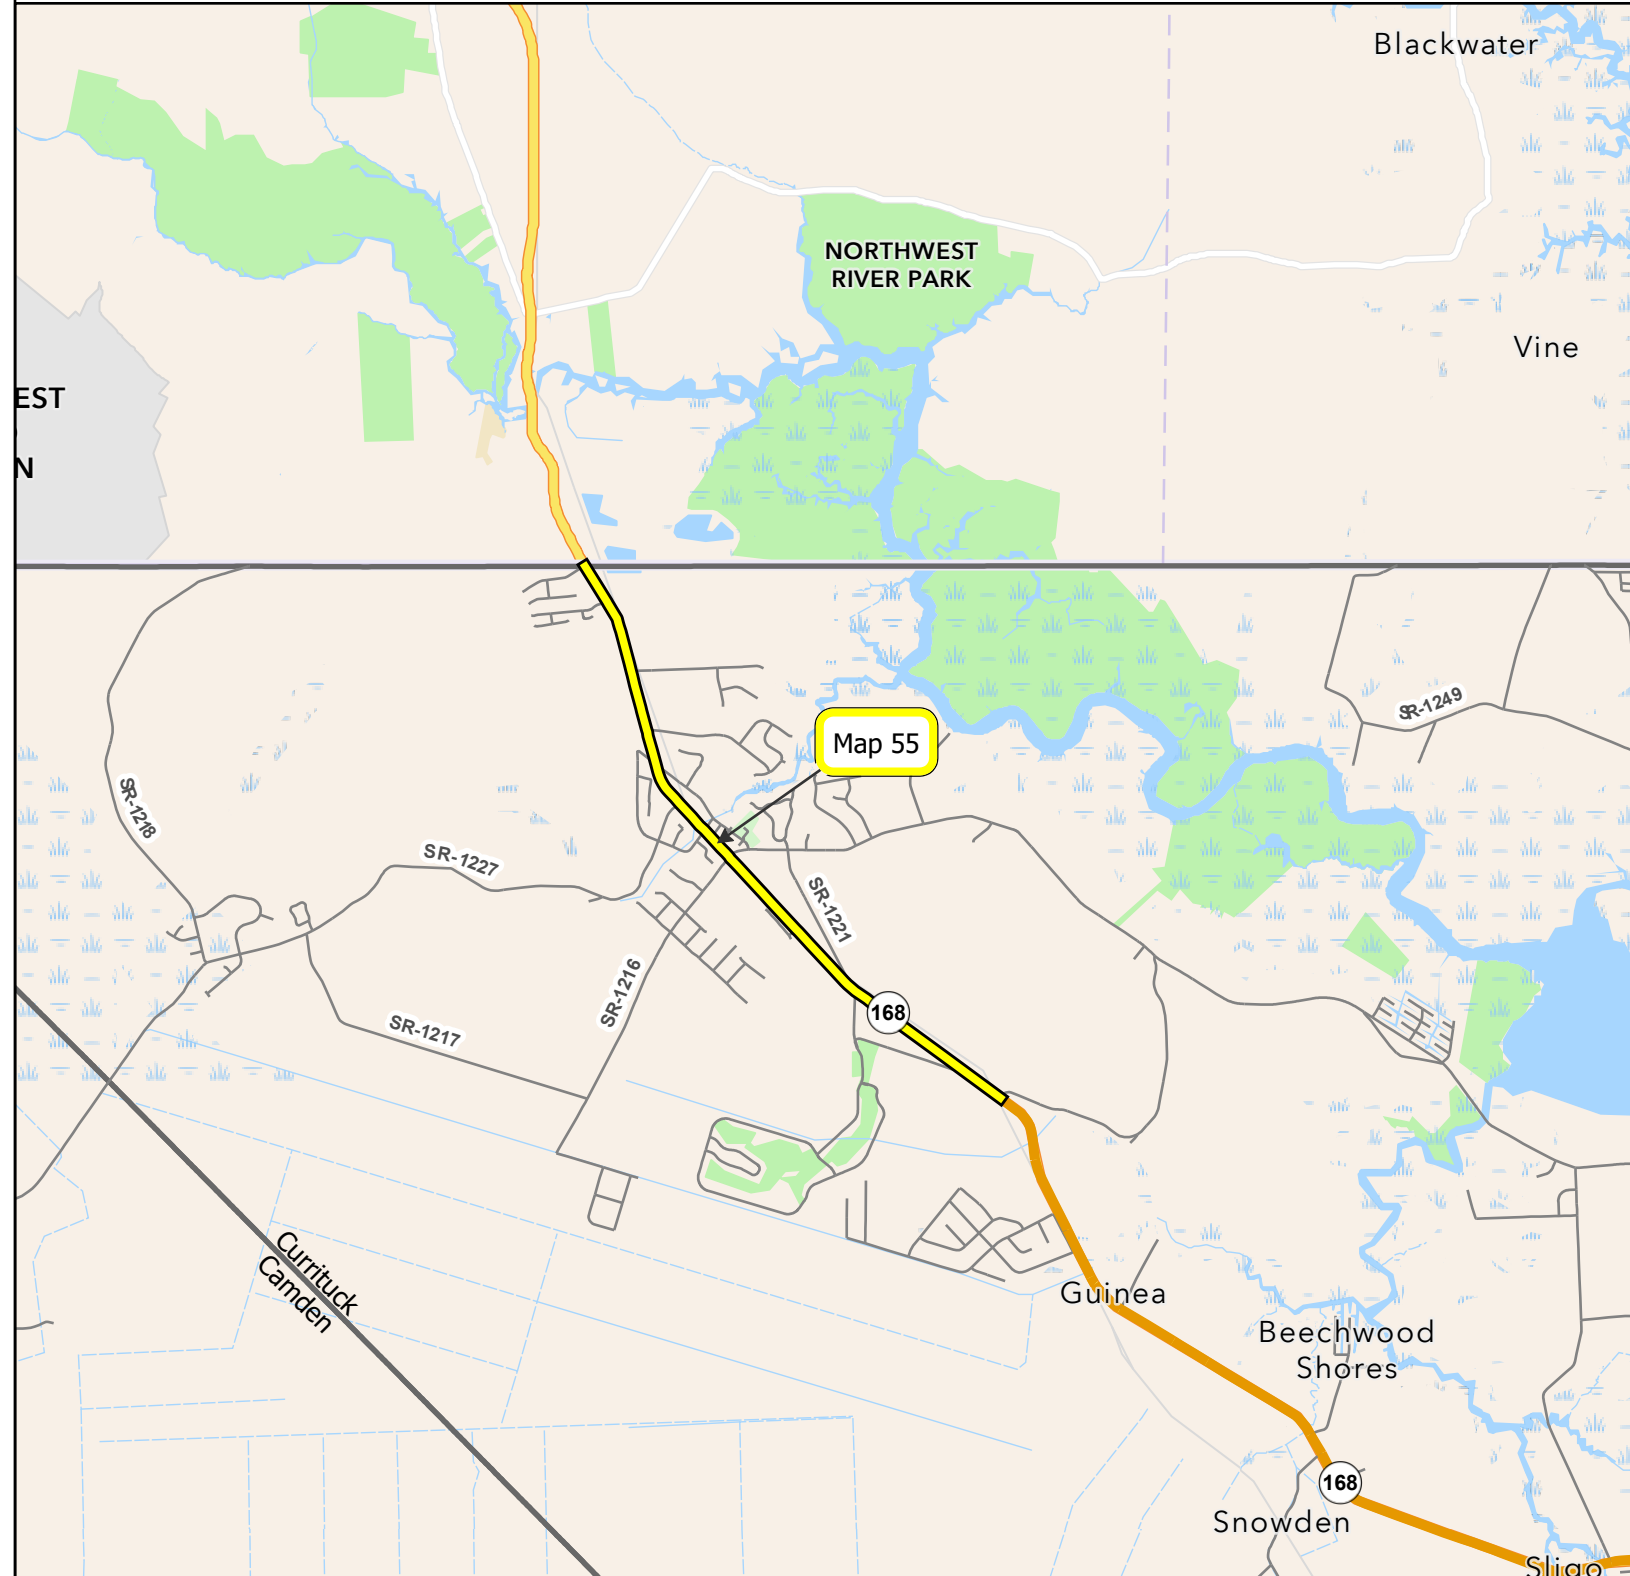 Blackwater
NORTHWEST
RIVER PARK
Vine
EST
N
SR-1249
Map 55
SR-1218
SR-1227
SR-1221
SR-1216
168
SR-1217
Currituck
Camden
Guinea
Beechwood
Shores
168
Snowden
Sligo